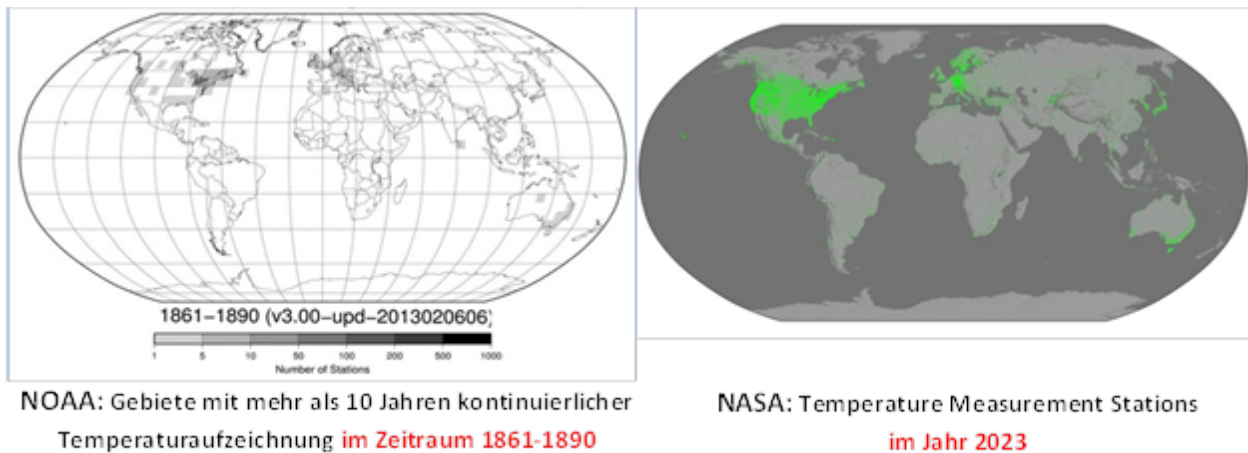 1861−1890 (v3.00−upd−2013020606)
1 5 10 50 100 200 500 1000
Number of Stations
NOAA: Gebiete mit mehr als 10 Jahren kontinuierlicher
Temperaturaufzeichnung im Zeitraum 1861-1890
NASA: Temperature Measurement Stations
im Jahr 2023